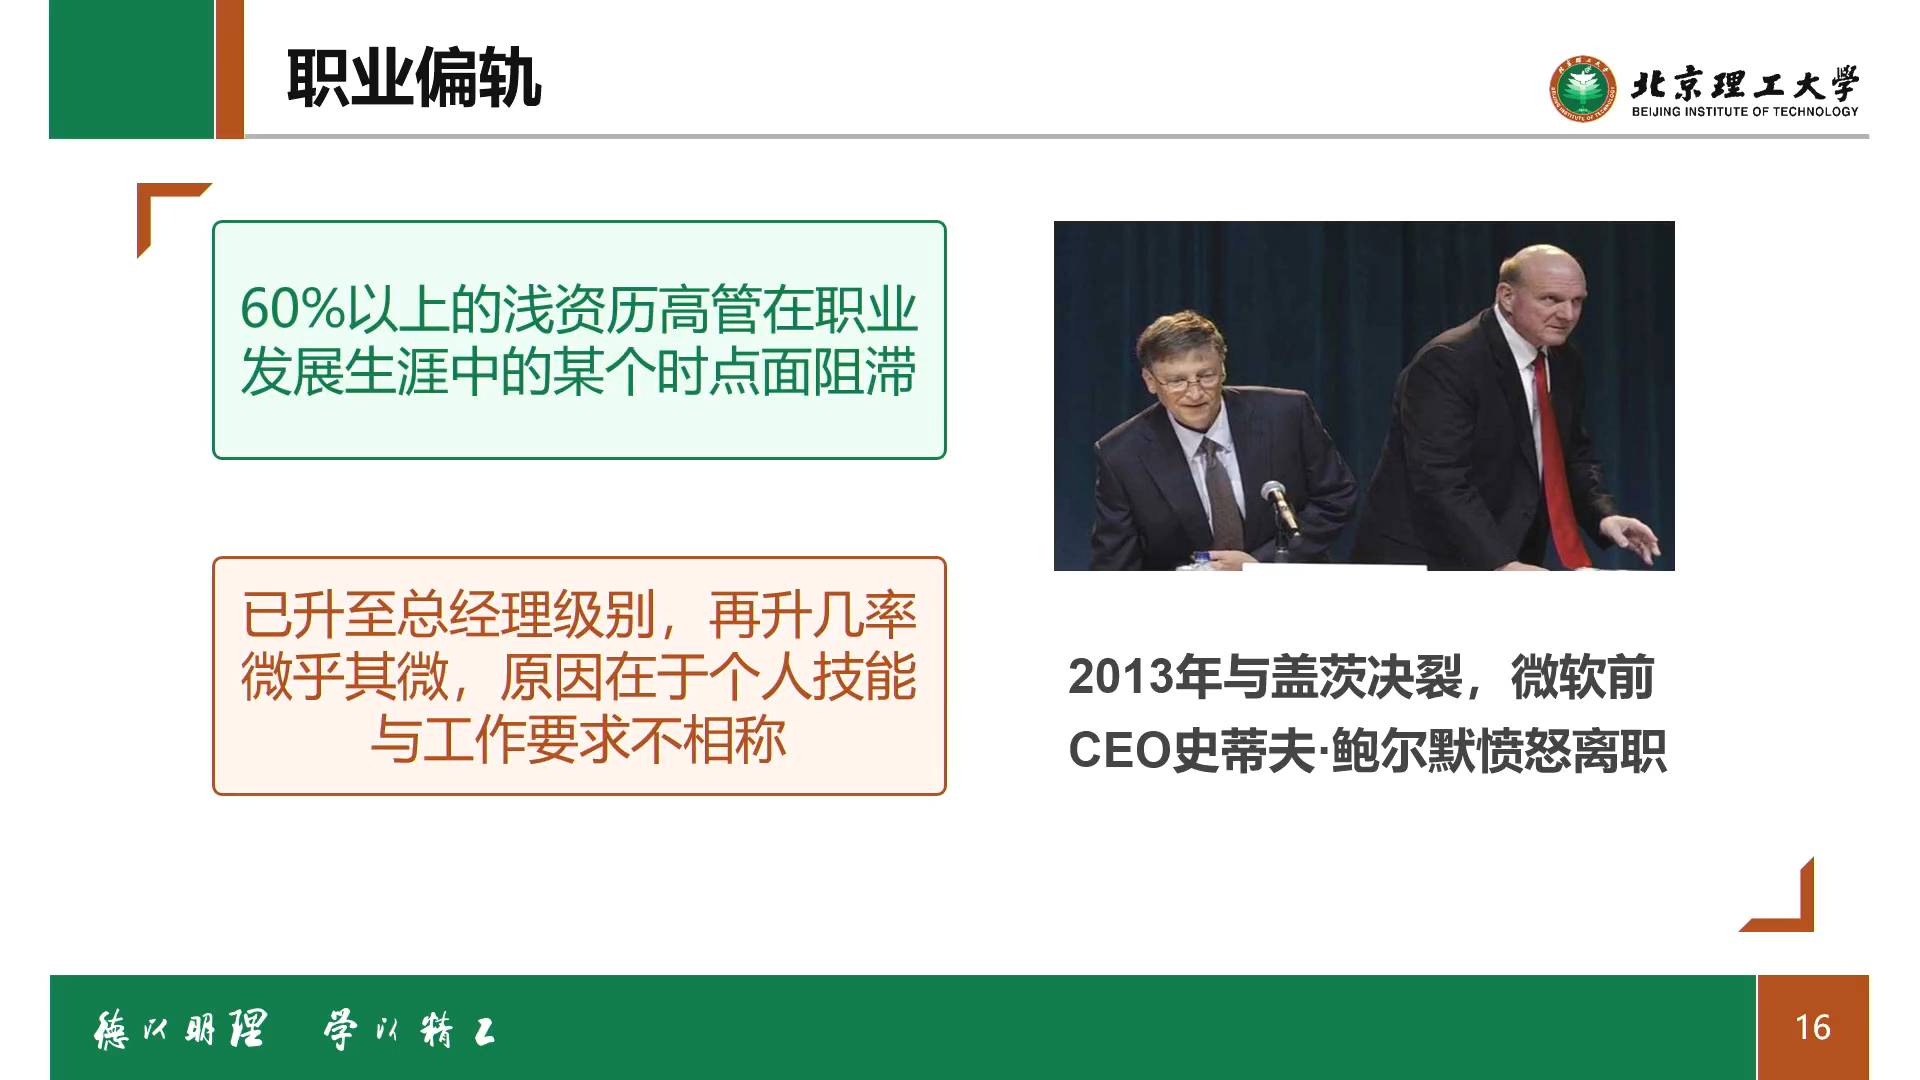 职业偏轨
北京理工大学
BEIJING INSTITUTE OF TECHNOLOGY
60%以上的浅资历高管在职业
发展生涯中的某个时点面阻滞
已升至总经理级别，再升几率
微乎其微，原因在于个人技能
与工作要求不相称
2013年与盖茨决裂，微软前
CEO史蒂夫·鲍尔默愤怒离职
德以明理 学以精工
16